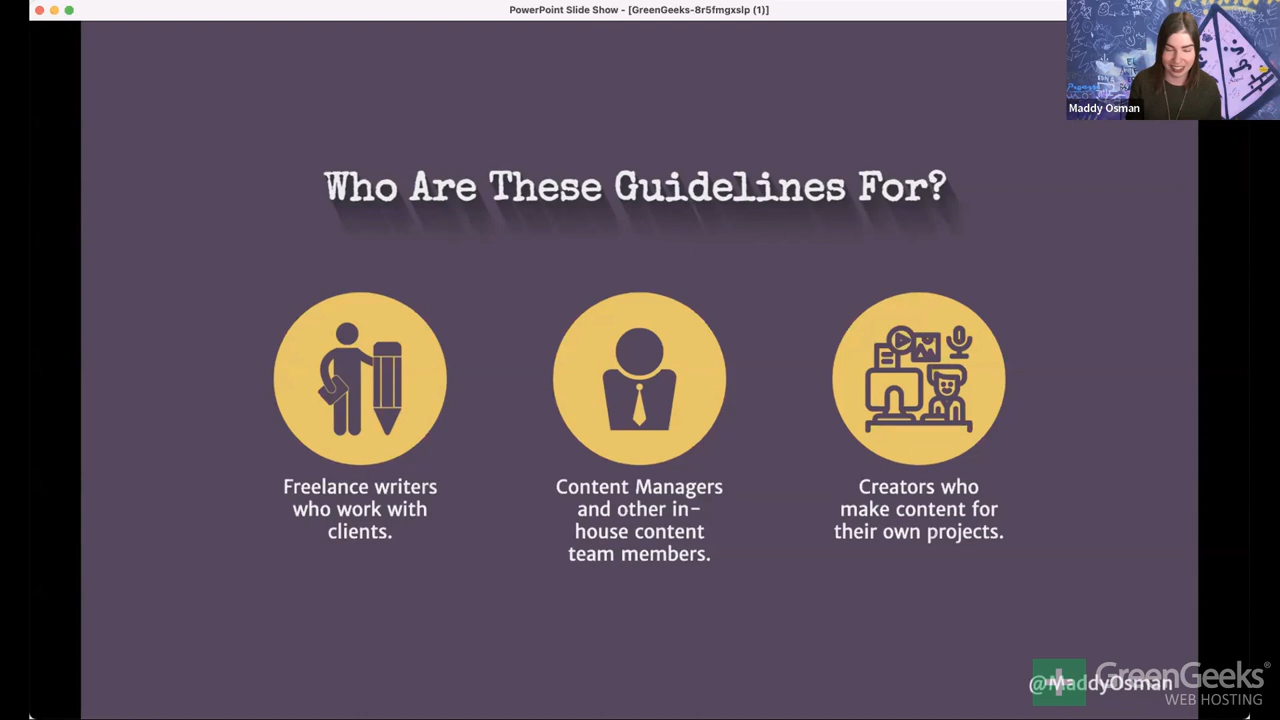 PowerPoint Slide Show - [GreenGeeks-8r5fmgxslp (1)]
Maddy Osman
Who Are These Guidelines For?
Freelance writers
who work with
clients.
Content Managers
and other in-
house content
team members.
Creators who
make content for
their own projects.
@MaddyOsman
GreenGeeks®
WEB HOSTING